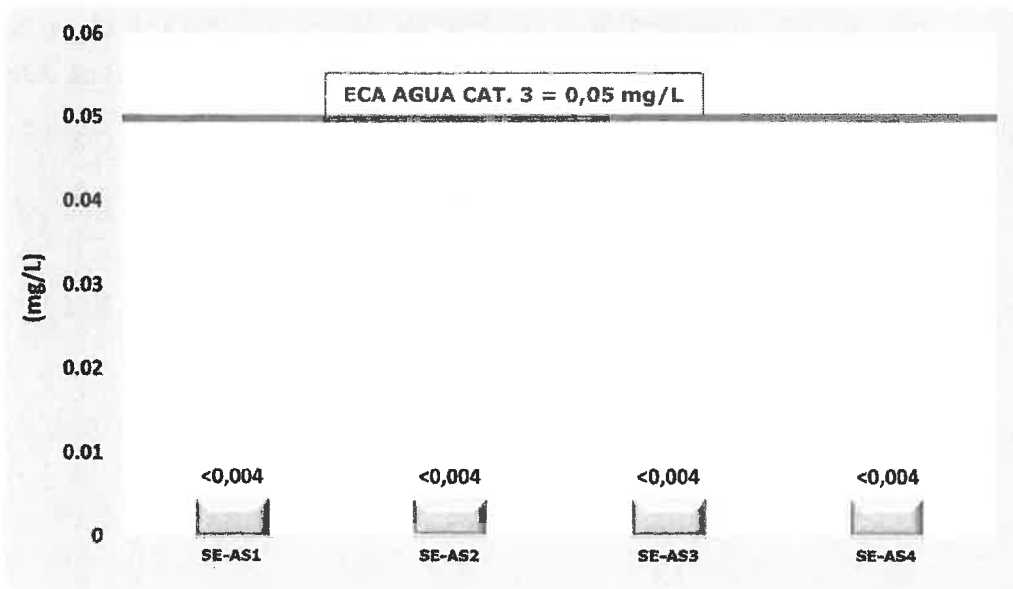 0.06
ECA AGUA CAT. 3 = 0,05 mg/L
0.05
0.04
(mg/L)
0.03
0.02
0.01
<0,004 <0,004 <0,004 <0,004
0
SE-AS1 SE-AS2 SE-AS3 SE-AS4